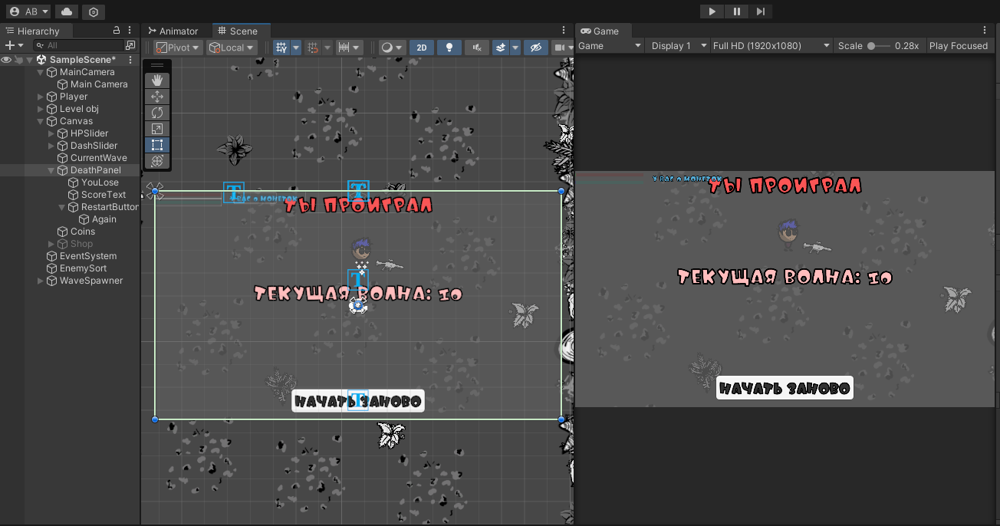 AB
Hierarchy
All
SampleScene*
MainCamera
Main Camera
Player
Level obj
Canvas
HPSlider
DashSlider
CurrentWave
DeathPanel
YouLose
ScoreText
RestartButton
Again
Coins
Shop
EventSystem
EnemySort
WaveSpawner
Animator
Scene
Pivot
Local
2D
У ВАС 0 МОНЕТОК
ТЫ ПРОИГРАЛ
ТЕКУЩАЯ ВОЛНА: 10
НАЧАТЬ ЗАНОВО
Game
Game
Display 1
Full HD (1920x1080)
Scale
0.28x
Play Focused
У ВАС 0 МОНЕТОК
ТЫ ПРОИГРАЛ
ТЕКУЩАЯ ВОЛНА: 10
НАЧАТЬ ЗАНОВО